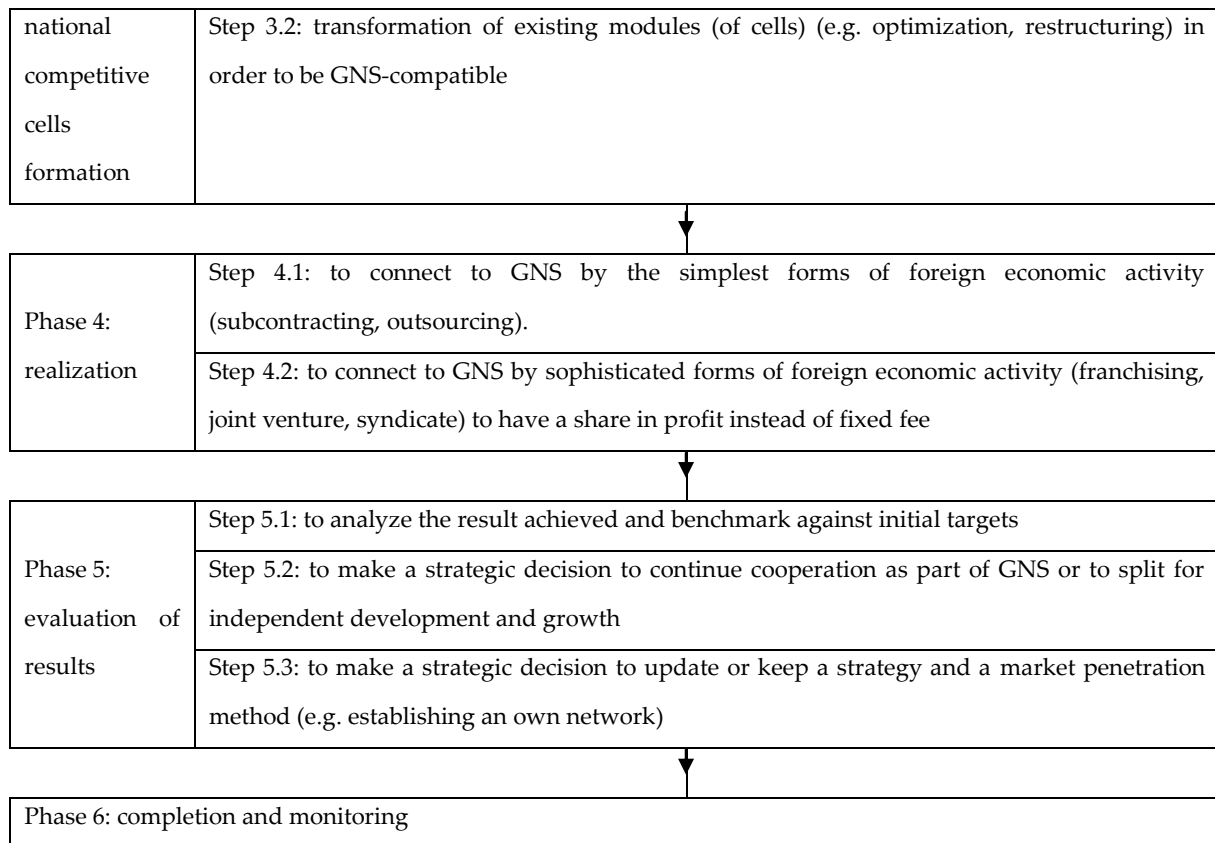 national
competitive
cells
formation
Step 3.2: transformation of existing modules (of cells) (e.g. optimization, restructuring) in
order to be GNS-compatible
Phase 4:
realization
Step 4.1: to connect to GNS by the simplest forms of foreign economic activity
(subcontracting, outsourcing).
Step 4.2: to connect to GNS by sophisticated forms of foreign economic activity (franchising,
joint venture, syndicate) to have a share in profit instead of fixed fee
Phase 5:
evaluation of
results
Step 5.1: to analyze the result achieved and benchmark against initial targets
Step 5.2: to make a strategic decision to continue cooperation as part of GNS or to split for
independent development and growth
Step 5.3: to make a strategic decision to update or keep a strategy and a market penetration
method (e.g. establishing an own network)
Phase 6: completion and monitoring